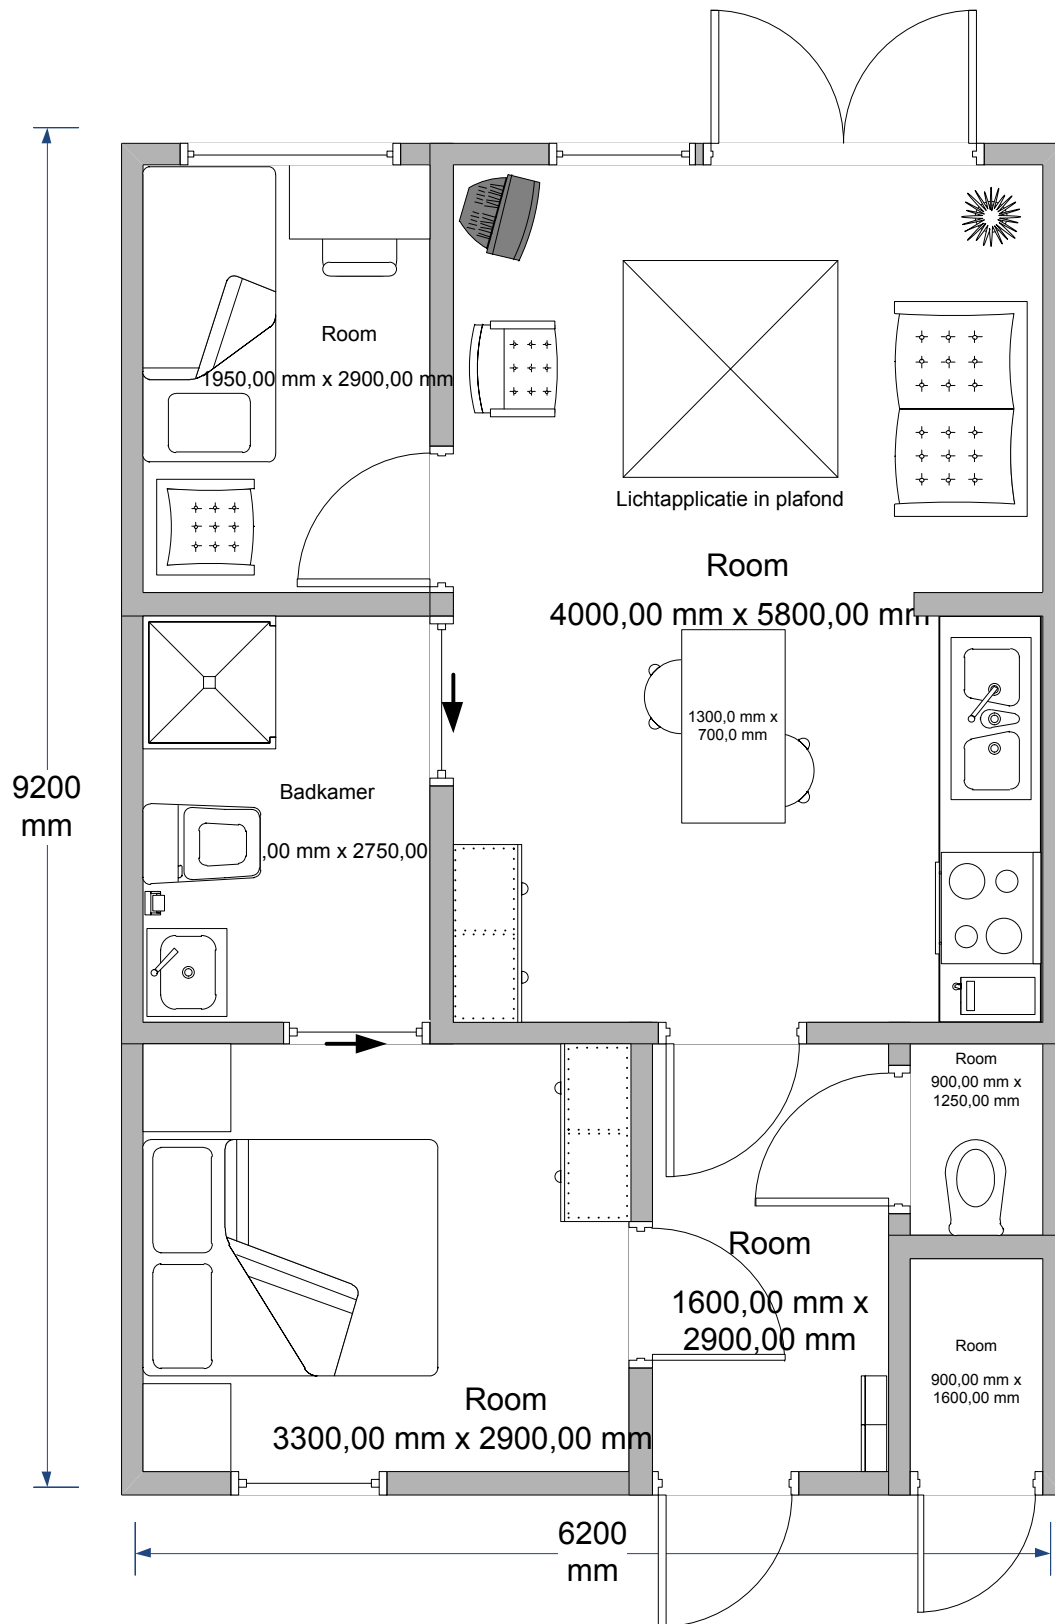 Room
1950,00 mm x 2900,00 mm
Lichtapplicatie in plafond
Room
4000,00 mm x 5800,00 mm
1300,0 mm x
700,0 mm
9200
mm
Badkamer
,00 mm x 2750,00
Room
900,00 mm x
1250,00 mm
Room
1600,00 mm x
2900,00 mm
Room
900,00 mm x
1600,00 mm
Room
3300,00 mm x 2900,00 mm
6200
mm